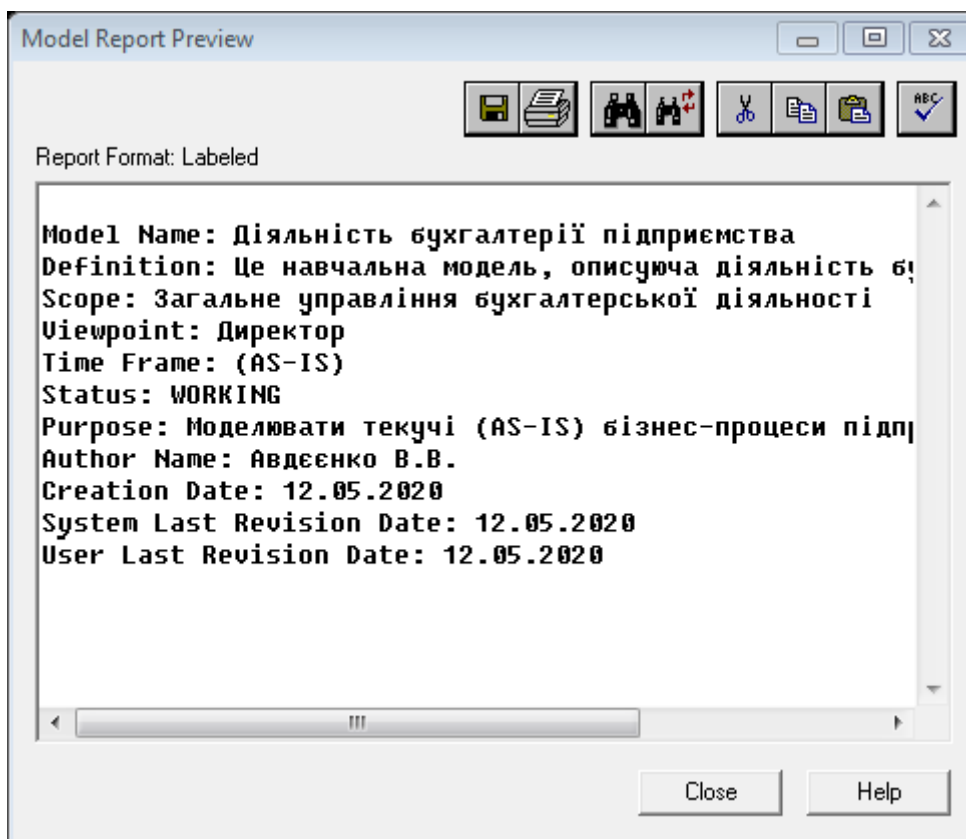 Model Report Preview
ABC
Report Format: Labeled
Model Name: Діяльність бухгалтерії підприємства
Definition: Це навчальна модель, описуюча діяльність
Scope: Загальне управління бухгалтерської діяльності
Viewpoint: Директор
Time Frame: (AS-IS)
Status: WORKING
Purpose: Моделювати текучі (AS-IS) бізнес-процеси
Author Name: Авдєєнко В.В.
Creation Date: 12.05.2020
System Last Revision Date: 12.05.2020
User Last Revision Date: 12.05.2020
Close
Help